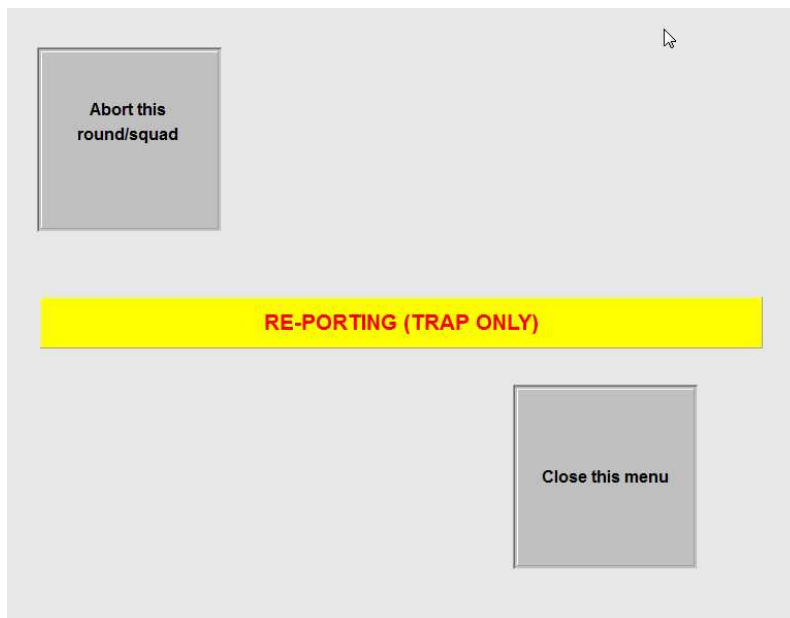 Abort this
round/squad
RE-PORTING (TRAP ONLY)
Close this menu